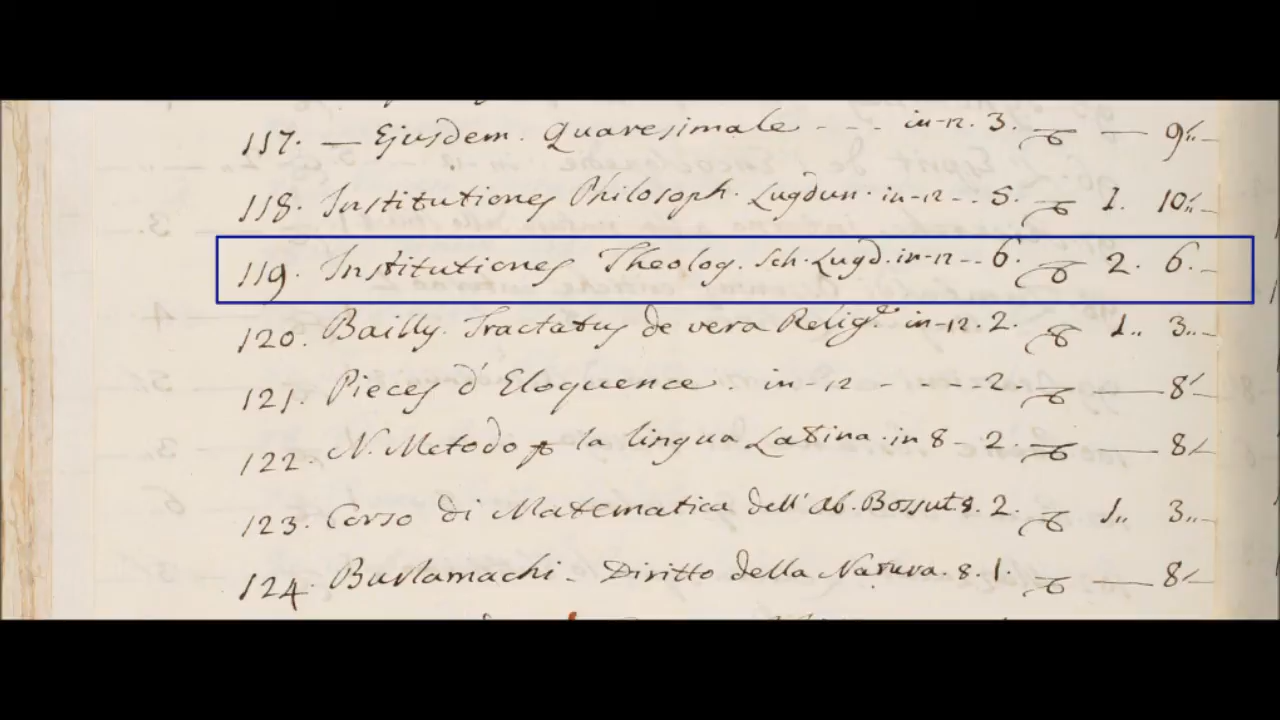 117. — Ejusdem. Quaresimale - - - in-12. 3. — 9
118. Institutiones Philosoph. Lugdun. in-12 - - 5. 1. 10
119. Institutiones Theolog. Sch. Lugd. in-12 - - 6. 2. 6.
120. Bailly. Tractatus de vera Relig.e in-12. 2. 1.. 3..
121. Pieces d'Eloquence in-12 - - - - 2. — 8
122. N. Metodo la lingua Latina. in 8 - 2. — 8
123. Corso di Matematica dell' Ab. Bossut 8. 2. 1.. 3..
124. Burlamachi - Diritto della Natura. 8. 1. — 8